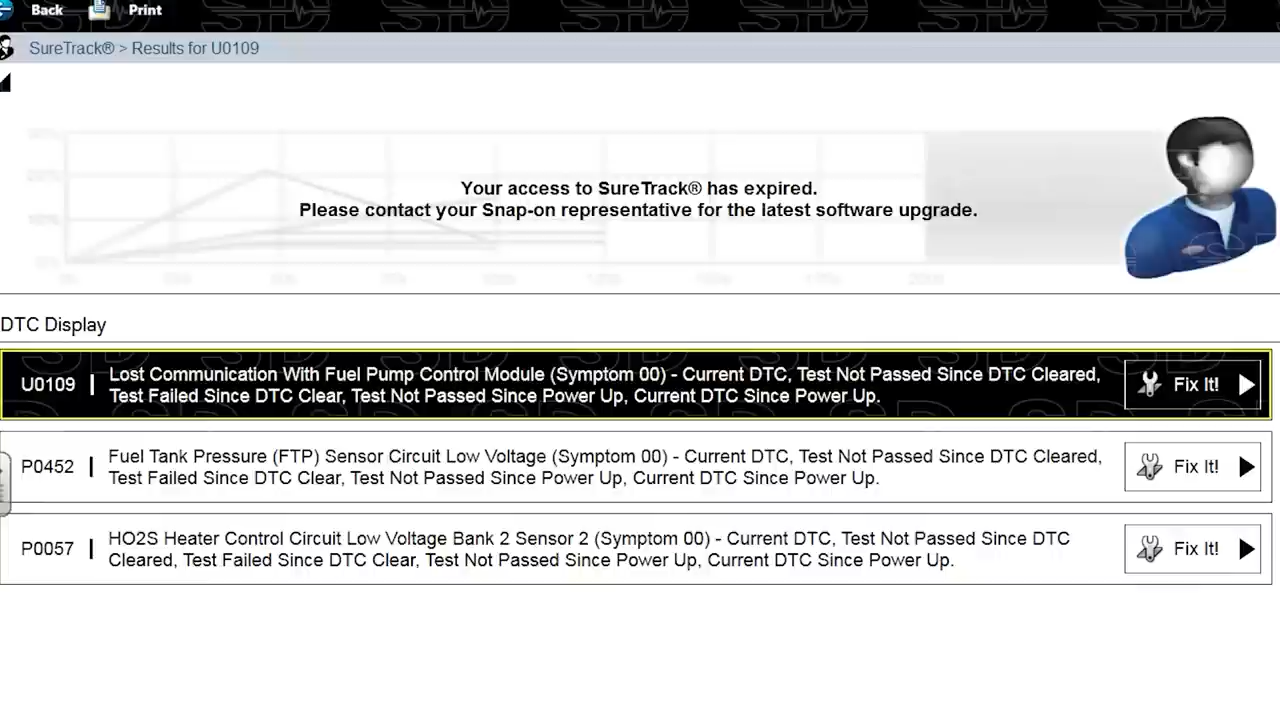 Back Print
SureTrack® > Results for U0109
Your access to SureTrack® has expired.
Please contact your Snap-on representative for the latest software upgrade.
DTC Display
U0109 | Lost Communication With Fuel Pump Control Module (Symptom 00) - Current DTC, Test Not Passed Since DTC Cleared,
Test Failed Since DTC Clear, Test Not Passed Since Power Up, Current DTC Since Power Up.
Fix It!
P0452 | Fuel Tank Pressure (FTP) Sensor Circuit Low Voltage (Symptom 00) - Current DTC, Test Not Passed Since DTC Cleared,
Test Failed Since DTC Clear, Test Not Passed Since Power Up, Current DTC Since Power Up.
Fix It!
P0057 | HO2S Heater Control Circuit Low Voltage Bank 2 Sensor 2 (Symptom 00) - Current DTC, Test Not Passed Since DTC
Cleared, Test Failed Since DTC Clear, Test Not Passed Since Power Up, Current DTC Since Power Up.
Fix It!